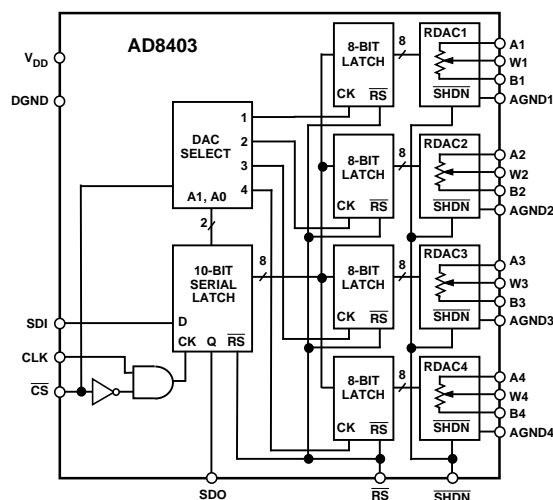 AD8403
VDD
DGND
DAC
SELECT
1
2
3
4
A1, A0
2
10-BIT
SERIAL
LATCH
8
D
CK Q RS
SDI
CLK
CS
8-BIT
LATCH
CK RS
8
RDAC1
SHDN
A1
W1
B1
AGND1
8-BIT
LATCH
CK RS
8
RDAC2
SHDN
A2
W2
B2
AGND2
8-BIT
LATCH
CK RS
8
RDAC3
SHDN
A3
W3
B3
AGND3
8-BIT
LATCH
CK RS
8
RDAC4
SHDN
A4
W4
B4
AGND4
SDO
RS
SHDN